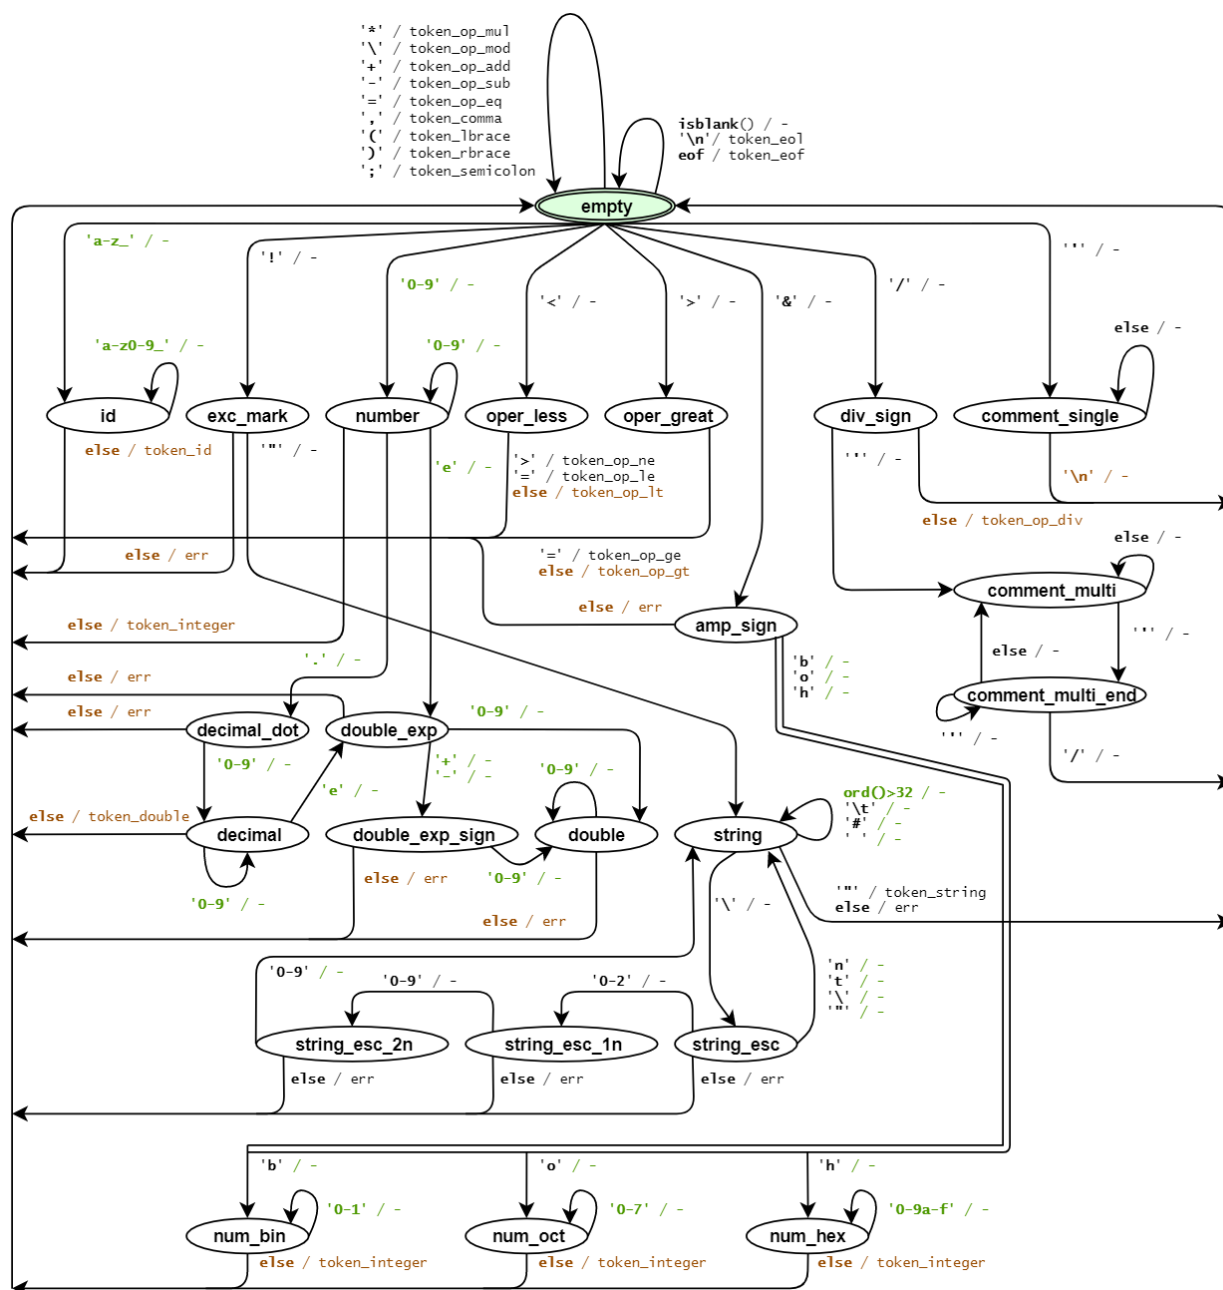 '*' / token_op_mul
'\' / token_op_mod
'+' / token_op_add
'-' / token_op_sub
'=' / token_op_eq
',' / token_comma
'(' / token_lbrace
')' / token_rbrace
';' / token_semicolon
isblank() / -
'\n'/ token_eol
eof / token_eof
empty
'a-z_' / -
'!' / -
'0-9' / -
'<' / -
'>' / -
'&' / -
'/' / -
''' / -
'a-z0-9_' / -
'0-9' / -
else / -
id
exc_mark
number
oper_less
oper_great
div_sign
comment_single
else / token_id
'"' / -
'e' / -
'>' / token_op_ne
'=' / token_op_le
else / token_op_lt
''' / -
'\n' / -
else / token_op_div
else / err
'=' / token_op_ge
else / token_op_gt
else / -
comment_multi
else / err
amp_sign
else / token_integer
'.' / -
'b' / -
'o' / -
'h' / -
else / -
''' / -
else / err
comment_multi_end
else / err
decimal_dot
double_exp
'0-9' / -
''' / -
'/' / -
'0-9' / -
'+' / -
'-' / -
'0-9' / -
'e' / -
ord()>32 / -
'\t' / -
'#' / -
' ' / -
else / token_double
decimal
double_exp_sign
double
string
else / err
'0-9' / -
'0-9' / -
'\' / -
'"' / token_string
else / err
else / err
'0-9' / -
'0-9' / -
'0-2' / -
'n' / -
't' / -
'\' / -
'"' / -
string_esc_2n
string_esc_1n
string_esc
else / err
else / err
else / err
'b' / -
'o' / -
'h' / -
'0-1' / -
'0-7' / -
'0-9a-f' / -
num_bin
num_oct
num_hex
else / token_integer
else / token_integer
else / token_integer